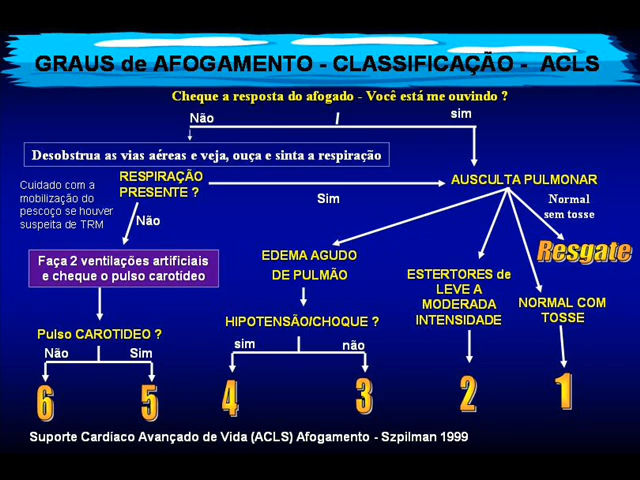 GRAUS de AFOGAMENTO - CLASSIFICAÇÃO - ACLS
Cheque a resposta do afogado - Você está me ouvindo ?
Não
sim
Desobstrua as vias aéreas e veja, ouça e sinta a respiração
Cuidado com a
mobilização do
pescoço se houver
suspeita de TRM
RESPIRAÇÃO
PRESENTE ?
Sim
AUSCULTA PULMONAR
Não
Normal
sem tosse
Resgate
Faça 2 ventilações artificiais
e cheque o pulso carotídeo
EDEMA AGUDO
DE PULMÃO
ESTERTORES de
LEVE A
MODERADA
INTENSIDADE
NORMAL COM
TOSSE
Pulso CAROTIDEO ?
HIPOTENSÃO/CHOQUE ?
Não
Sim
sim
não
6
5
4
3
2
1
Suporte Cardíaco Avançado de Vida (ACLS) Afogamento - Szpilman 1999